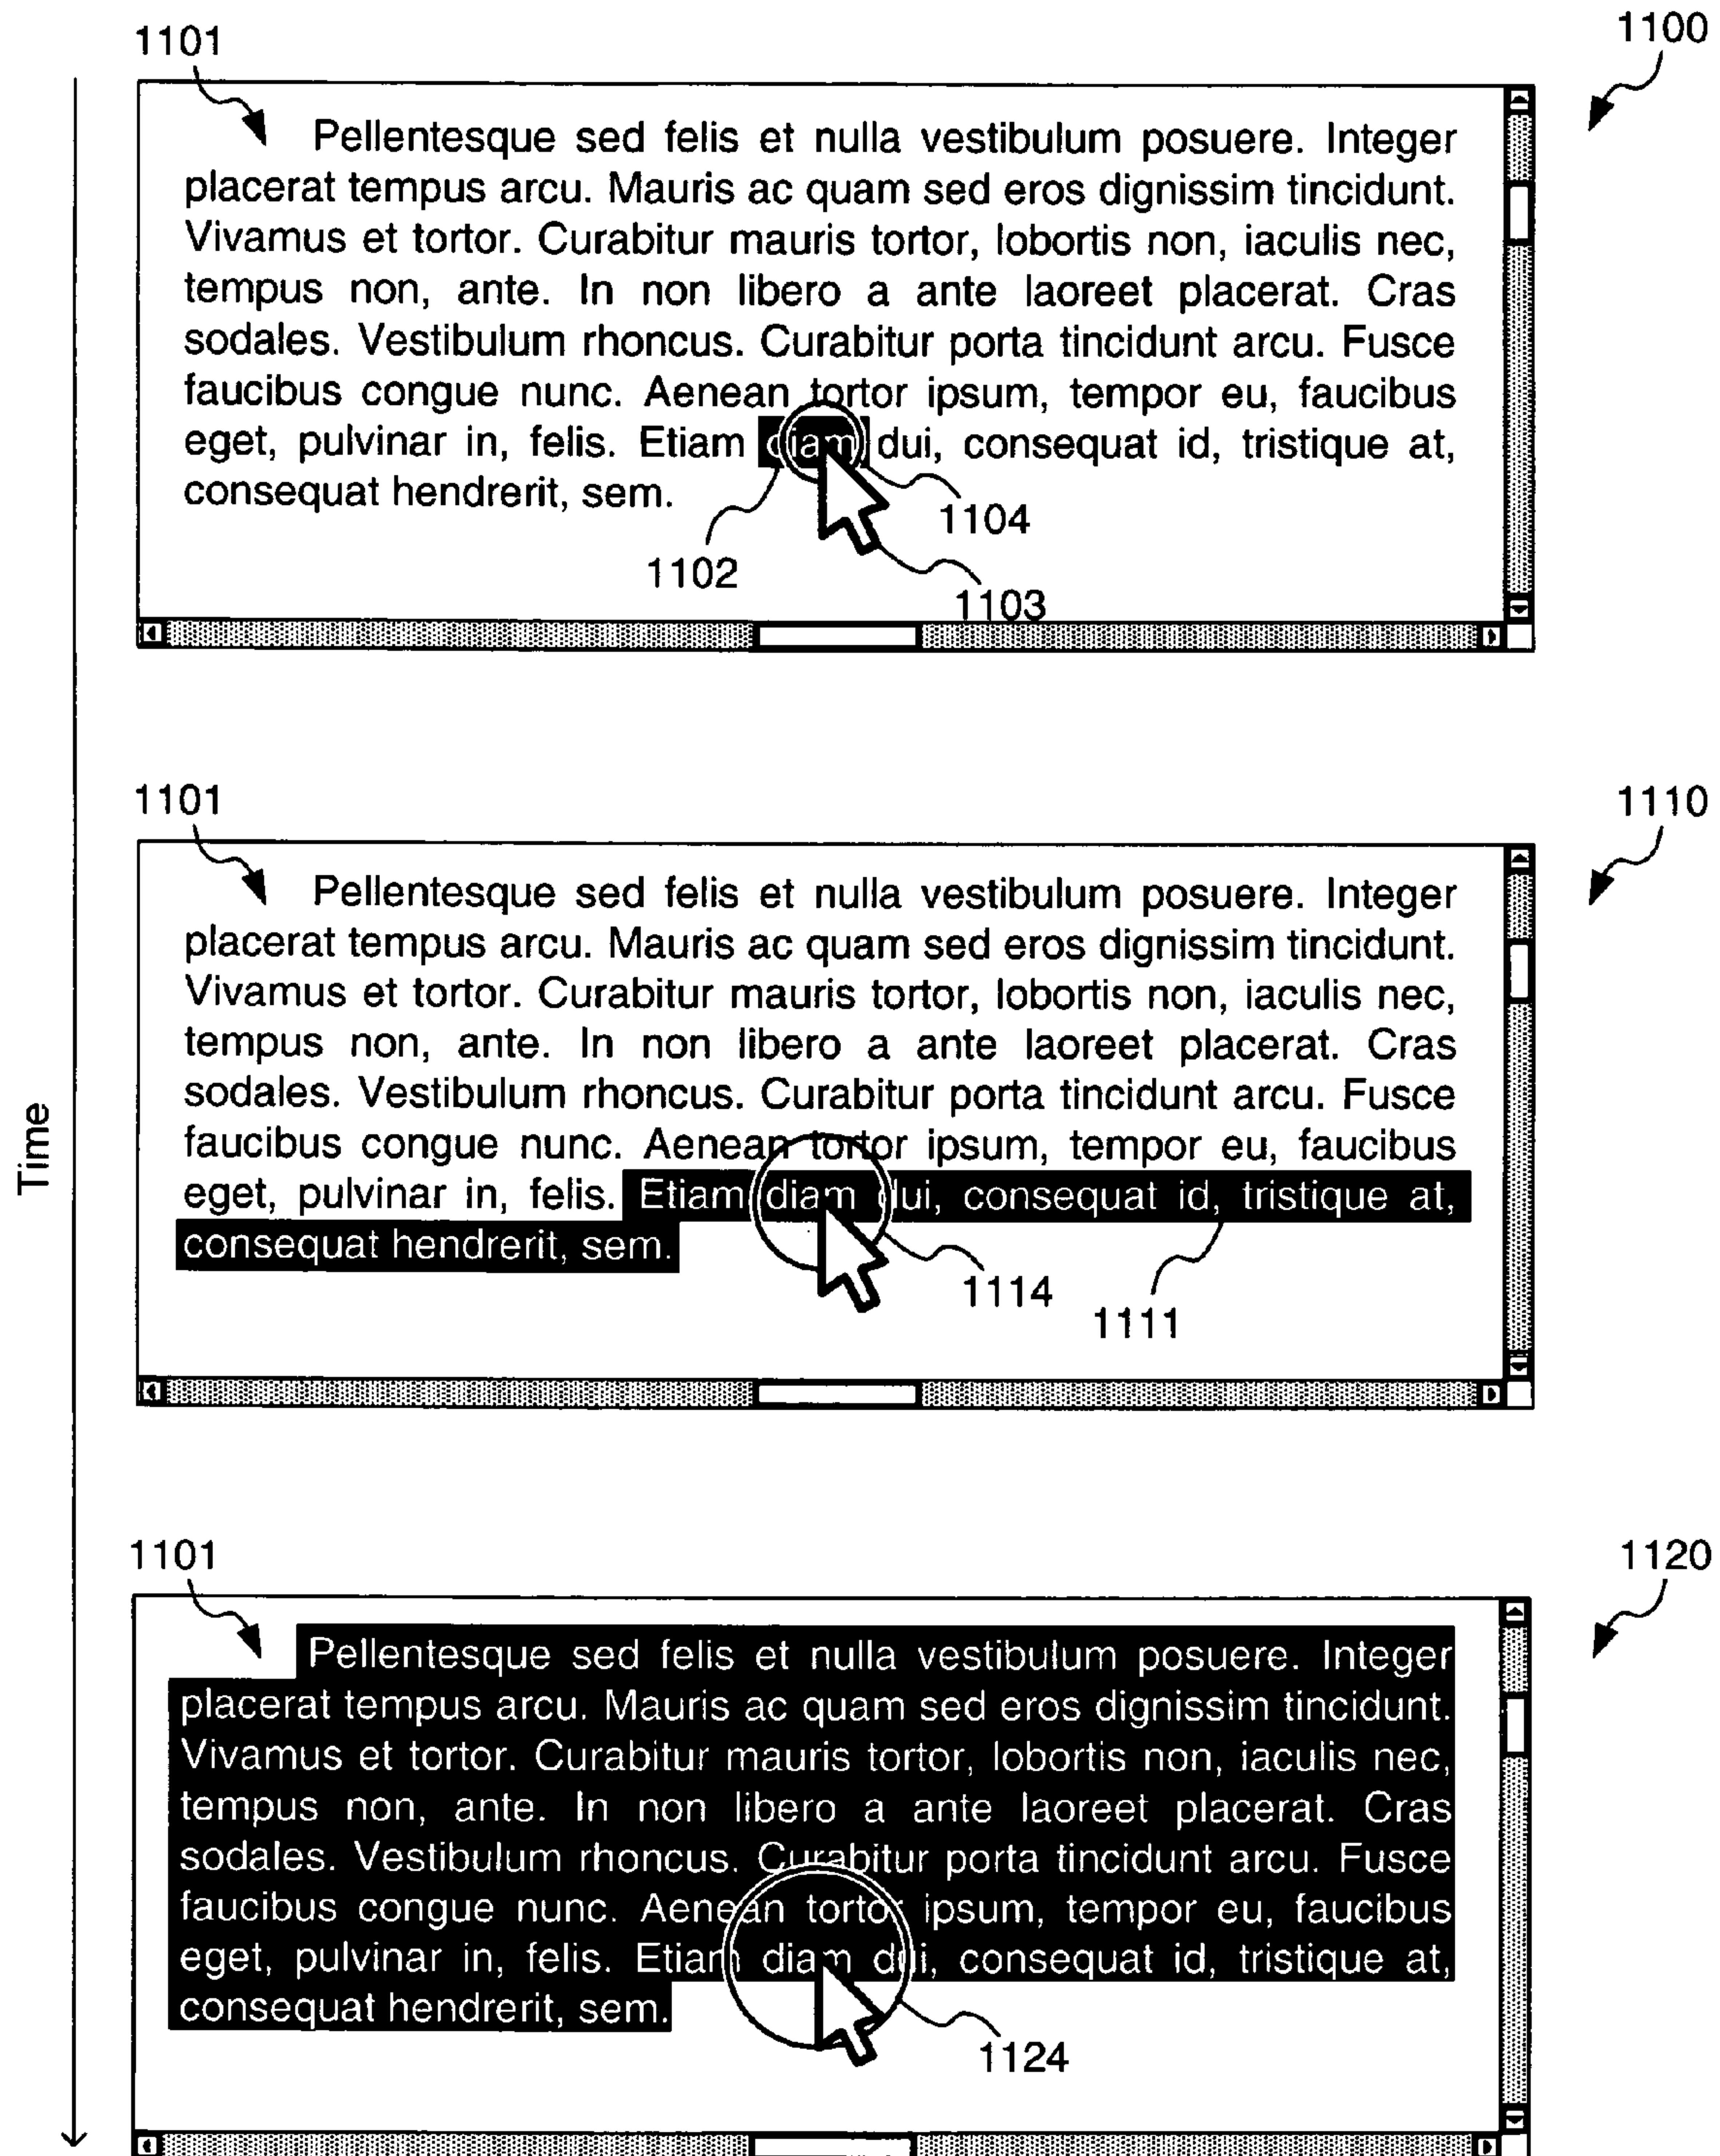 1101
1100
Pellentesque sed felis et nulla vestibulum posuere. Integer
placerat tempus arcu. Mauris ac quam sed eros dignissim tincidunt.
Vivamus et tortor. Curabitur mauris tortor, lobortis non, iaculis nec,
tempus non, ante. In non libero a ante laoreet placerat. Cras
sodales. Vestibulum rhoncus. Curabitur porta tincidunt arcu. Fusce
faucibus congue nunc. Aenean tortor ipsum, tempor eu, faucibus
eget, pulvinar in, felis. Etiam diam dui, consequat id, tristique at,
consequat hendrerit, sem.
1104
1102
1103
1101
1110
Pellentesque sed felis et nulla vestibulum posuere. Integer
placerat tempus arcu. Mauris ac quam sed eros dignissim tincidunt.
Vivamus et tortor. Curabitur mauris tortor, lobortis non, iaculis nec,
tempus non, ante. In non libero a ante laoreet placerat. Cras
sodales. Vestibulum rhoncus. Curabitur porta tincidunt arcu. Fusce
faucibus congue nunc. Aenean tortor ipsum, tempor eu, faucibus
eget, pulvinar in, felis. Etiam diam dui, consequat id, tristique at,
consequat hendrerit, sem.
1114
1111
Time
1101
1120
Pellentesque sed felis et nulla vestibulum posuere. Integer
placerat tempus arcu. Mauris ac quam sed eros dignissim tincidunt.
Vivamus et tortor. Curabitur mauris tortor, lobortis non, iaculis nec,
tempus non, ante. In non libero a ante laoreet placerat. Cras
sodales. Vestibulum rhoncus. Curabitur porta tincidunt arcu. Fusce
faucibus congue nunc. Aenean tortor ipsum, tempor eu, faucibus
eget, pulvinar in, felis. Etiam diam dui, consequat id, tristique at,
consequat hendrerit, sem.
1124